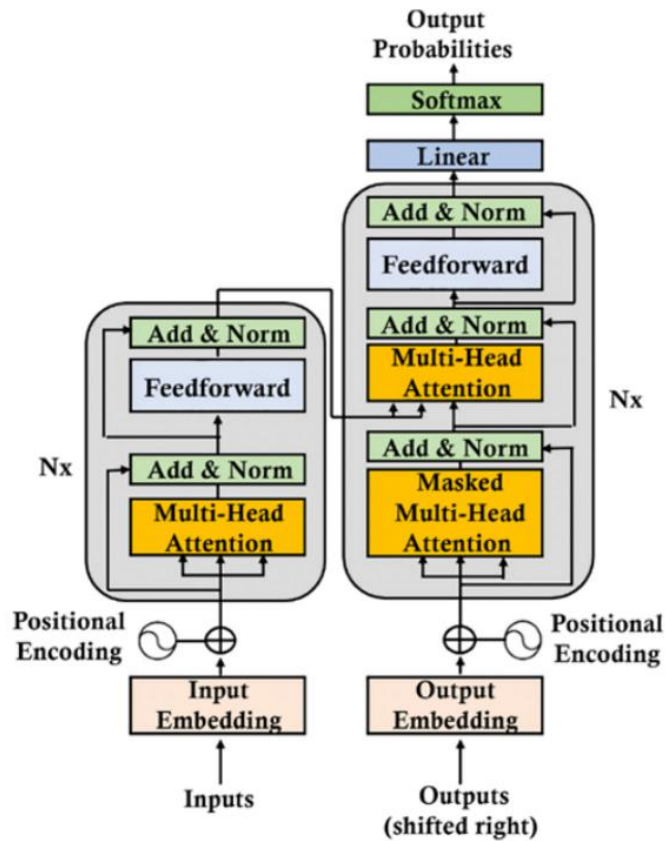 Output
Probabilities
Softmax
Linear
Add & Norm
Feedforward
Add & Norm
Multi-Head
Attention
Nx
Add & Norm
Masked
Multi-Head
Attention
Add & Norm
Feedforward
Nx
Add & Norm
Multi-Head
Attention
Positional
Encoding
Positional
Encoding
Input
Embedding
Output
Embedding
Inputs
Outputs
(shifted right)